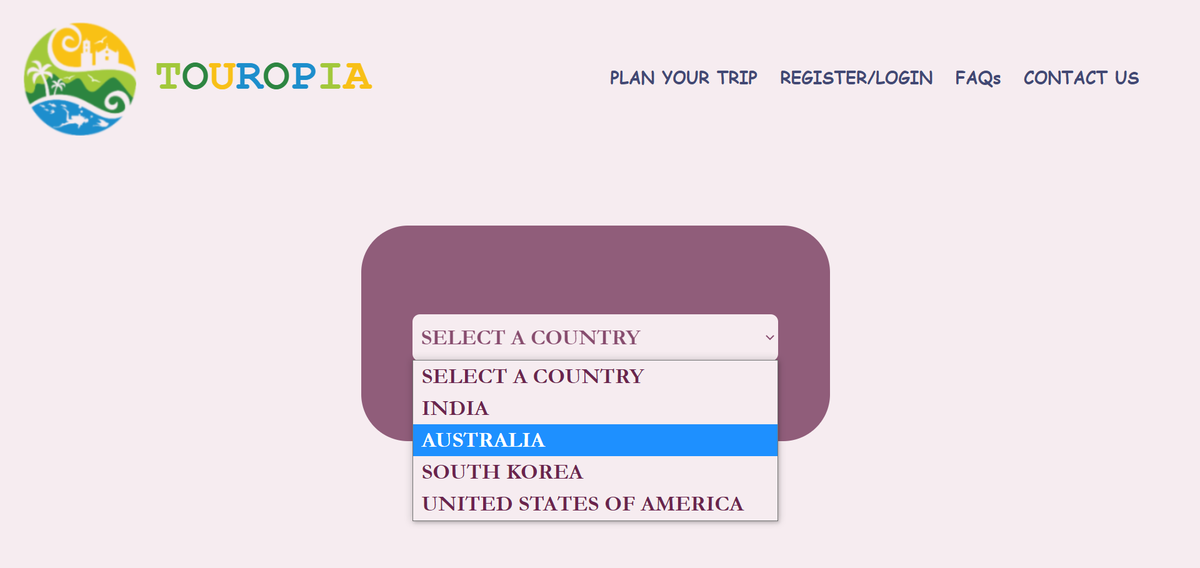 TOUROPIA
PLAN YOUR TRIP REGISTER/LOGIN FAQs CONTACT US
SELECT A COUNTRY
SELECT A COUNTRY
INDIA
AUSTRALIA
SOUTH KOREA
UNITED STATES OF AMERICA